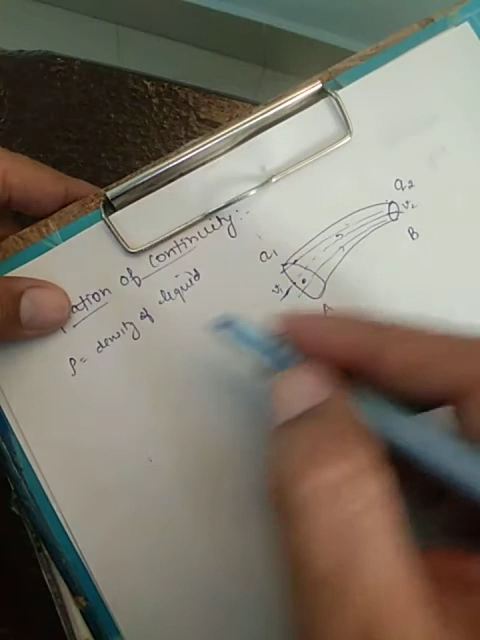 ation of continuity:-
ρ = density of liquid
a₁
v₁
A
a₂
v₂
B